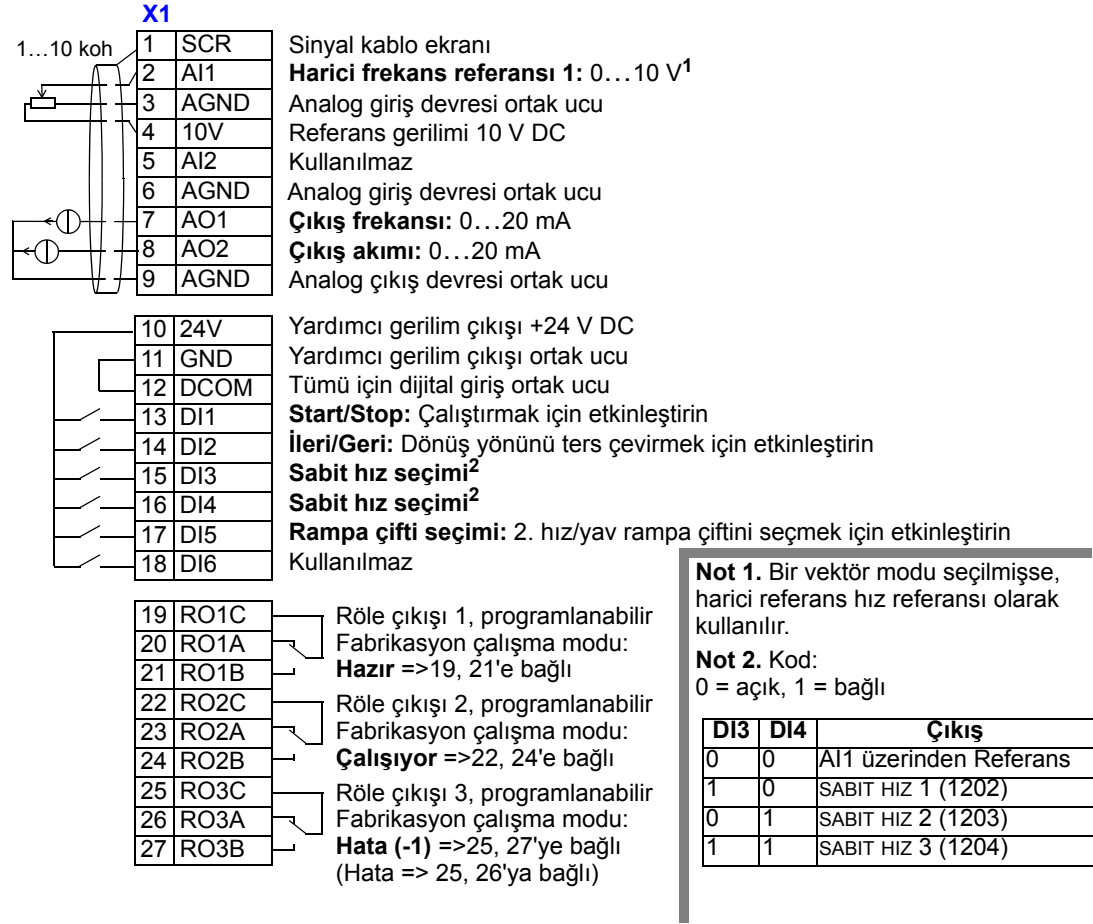 X1
1…10 koh
1 SCR Sinyal kablo ekranı
2 AI1 Harici frekans referansı 1: 0…10 V1
3 AGND Analog giriş devresi ortak ucu
4 10V Referans gerilimi 10 V DC
5 AI2 Kullanılmaz
6 AGND Analog giriş devresi ortak ucu
7 AO1 Çıkış frekansı: 0…20 mA
8 AO2 Çıkış akımı: 0…20 mA
9 AGND Analog çıkış devresi ortak ucu
10 24V Yardımcı gerilim çıkışı +24 V DC
11 GND Yardımcı gerilim çıkışı ortak ucu
12 DCOM Tümü için dijital giriş ortak ucu
13 DI1 Start/Stop: Çalıştırmak için etkinleştirin
14 DI2 İleri/Geri: Dönüş yönünü ters çevirmek için etkinleştirin
15 DI3 Sabit hız seçimi2
16 DI4 Sabit hız seçimi2
17 DI5 Rampa çifti seçimi: 2. hız/yav rampa çiftini seçmek için etkinleştirin
18 DI6 Kullanılmaz
19 RO1C Röle çıkışı 1, programlanabilir
20 RO1A Fabrikasyon çalışma modu:
21 RO1B Hazır =>19, 21'e bağlı
22 RO2C Röle çıkışı 2, programlanabilir
23 RO2A Fabrikasyon çalışma modu:
24 RO2B Çalışıyor =>22, 24'e bağlı
25 RO3C Röle çıkışı 3, programlanabilir
26 RO3A Fabrikasyon çalışma modu:
27 RO3B Hata (-1) =>25, 27'ye bağlı
(Hata => 25, 26'ya bağlı)
Not 1. Bir vektör modu seçilmişse,
harici referans hız referansı olarak
kullanılır.
Not 2. Kod:
0 = açık, 1 = bağlı
DI3 DI4 Çıkış
0 0 AI1 üzerinden Referans
1 0 SABIT HIZ 1 (1202)
0 1 SABIT HIZ 2 (1203)
1 1 SABIT HIZ 3 (1204)